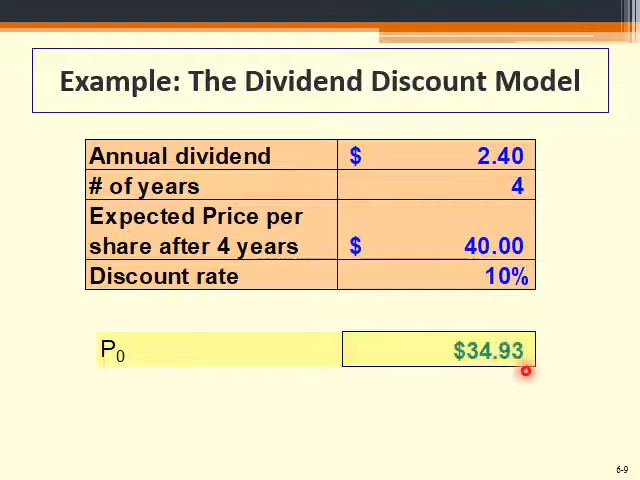 Example: The Dividend Discount Model
Annual dividend $ 2.40
# of years 4
Expected Price per
share after 4 years $ 40.00
Discount rate 10%
P0 $34.93
6-9